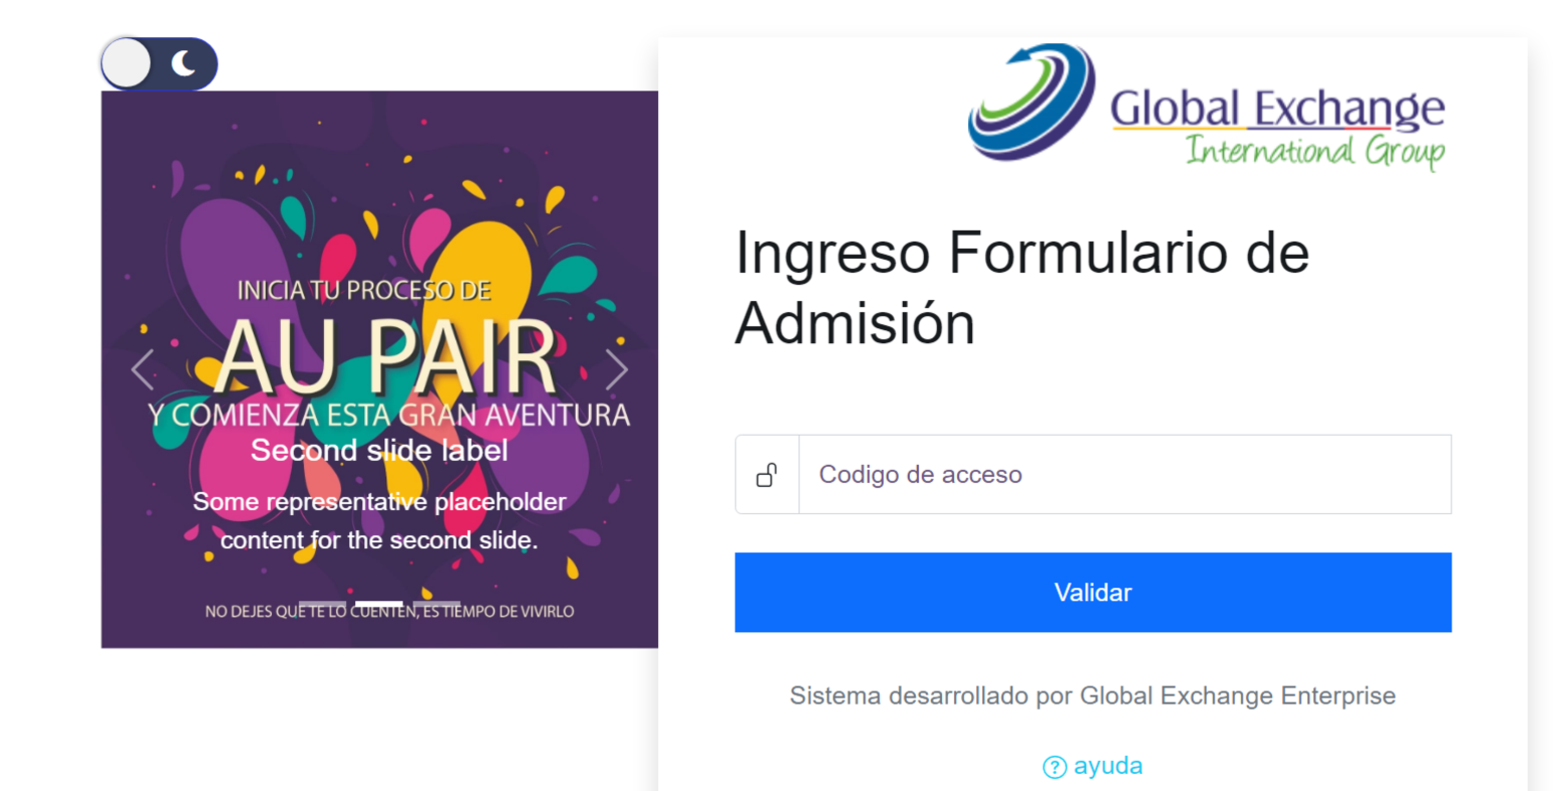 INICIA TU PROCESO DE
AU PAIR
Y COMIENZA ESTA GRAN AVENTURA
Second slide label
Some representative placeholder
content for the second slide.
NO DEJES QUE TE LO CUENTEN, ES TIEMPO DE VIVIRLO
Global Exchange
International Group
Ingreso Formulario de
Admisión
Codigo de acceso
Validar
Sistema desarrollado por Global Exchange Enterprise
ayuda